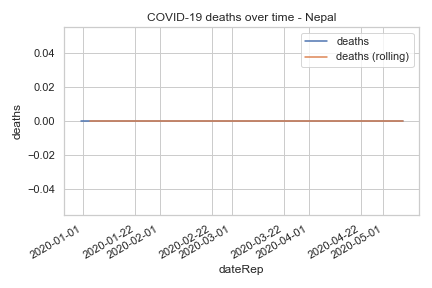 COVID-19 deaths over time - Nepal
deaths
deaths (rolling)
0.04
0.02
0.00
−0.02
−0.04
deaths
2020-01-01
2020-01-22
2020-02-01
2020-02-22
2020-03-01
2020-03-22
2020-04-01
2020-04-22
2020-05-01
dateRep